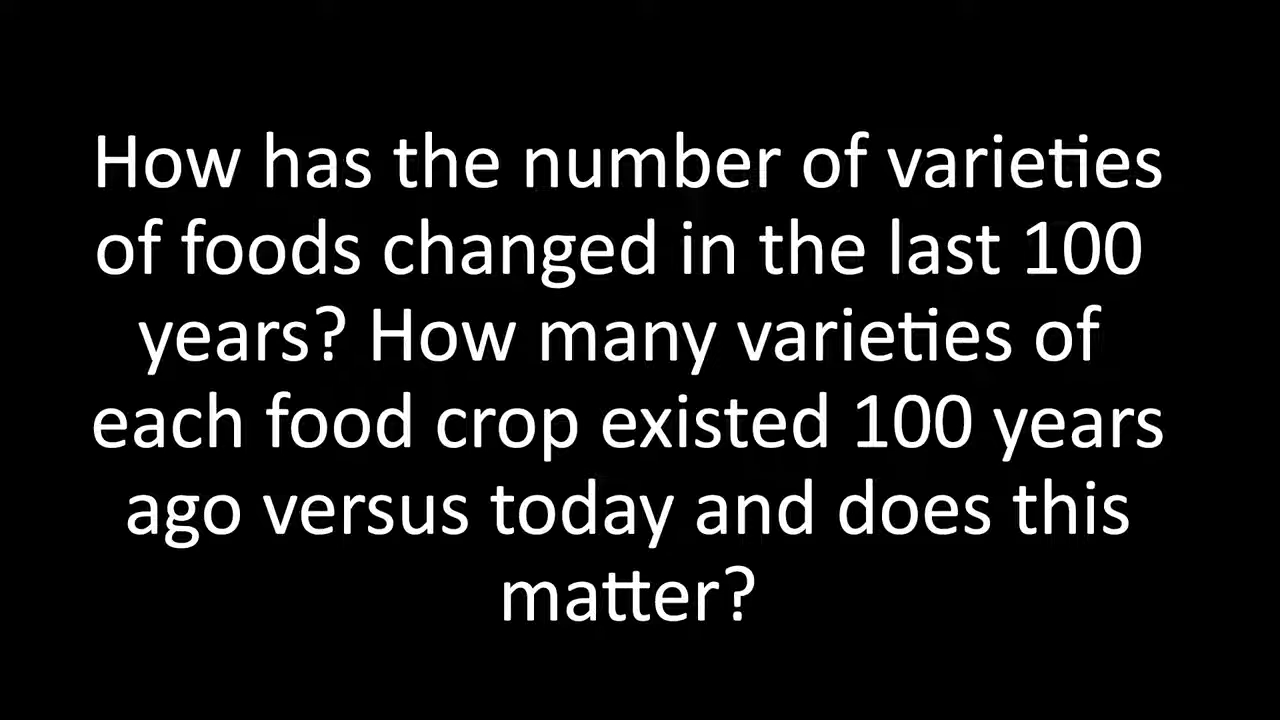 How has the number of varieties
of foods changed in the last 100
years? How many varieties of
each food crop existed 100 years
ago versus today and does this
matter?